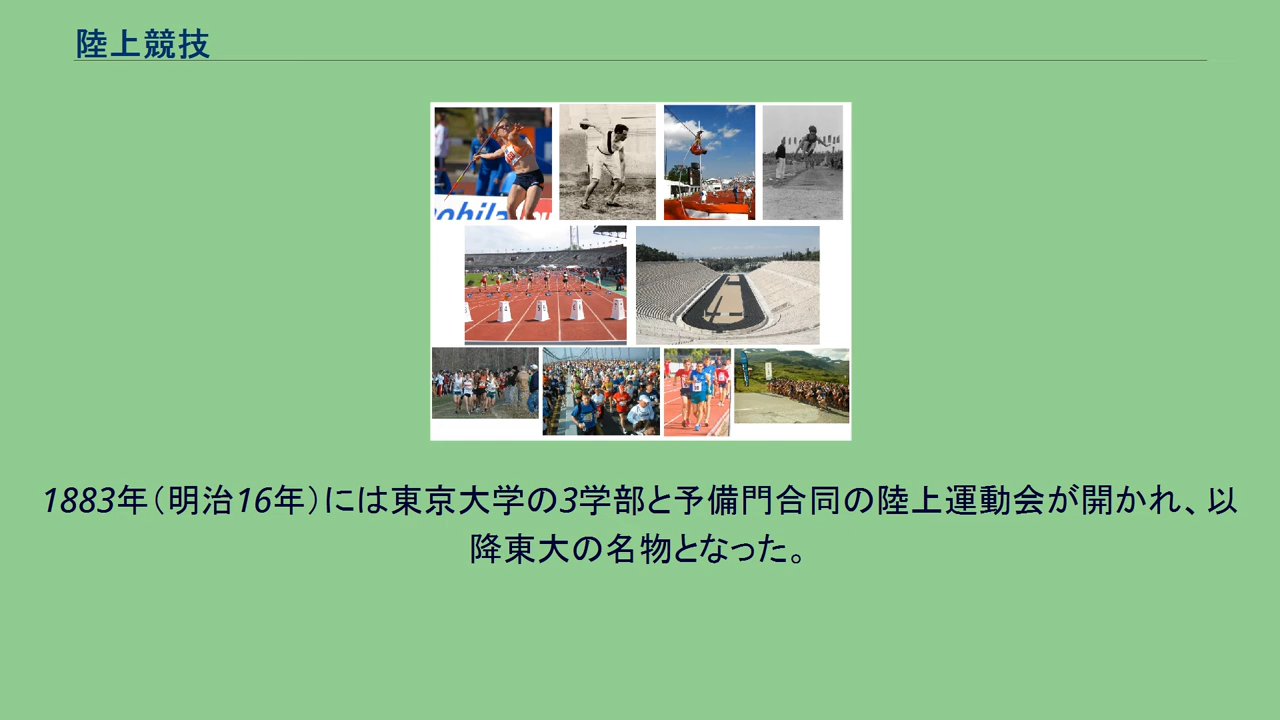 陸上競技
1883年（明治16年）には東京大学の3学部と予備門合同の陸上運動会が開かれ、以
降東大の名物となった。